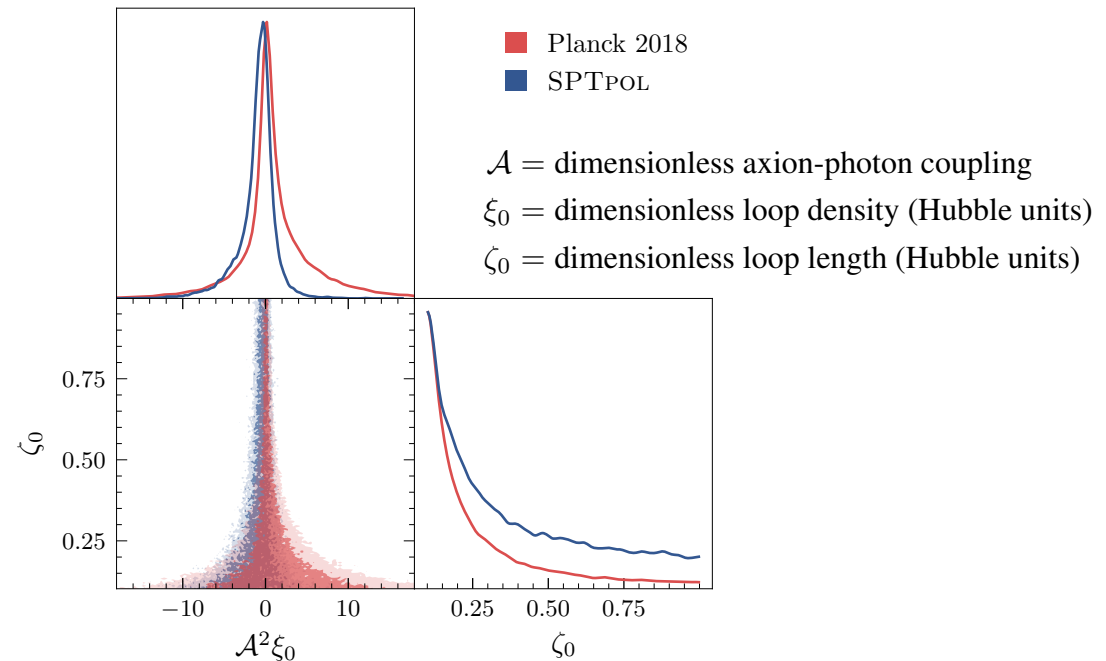 Planck 2018
SPTPOL
𝒜 = dimensionless axion-photon coupling
ξ₀ = dimensionless loop density (Hubble units)
ζ₀ = dimensionless loop length (Hubble units)
0.75
0.50
0.25
ζ₀
−10 0 10
𝒜²ξ₀
0.25 0.50 0.75
ζ₀